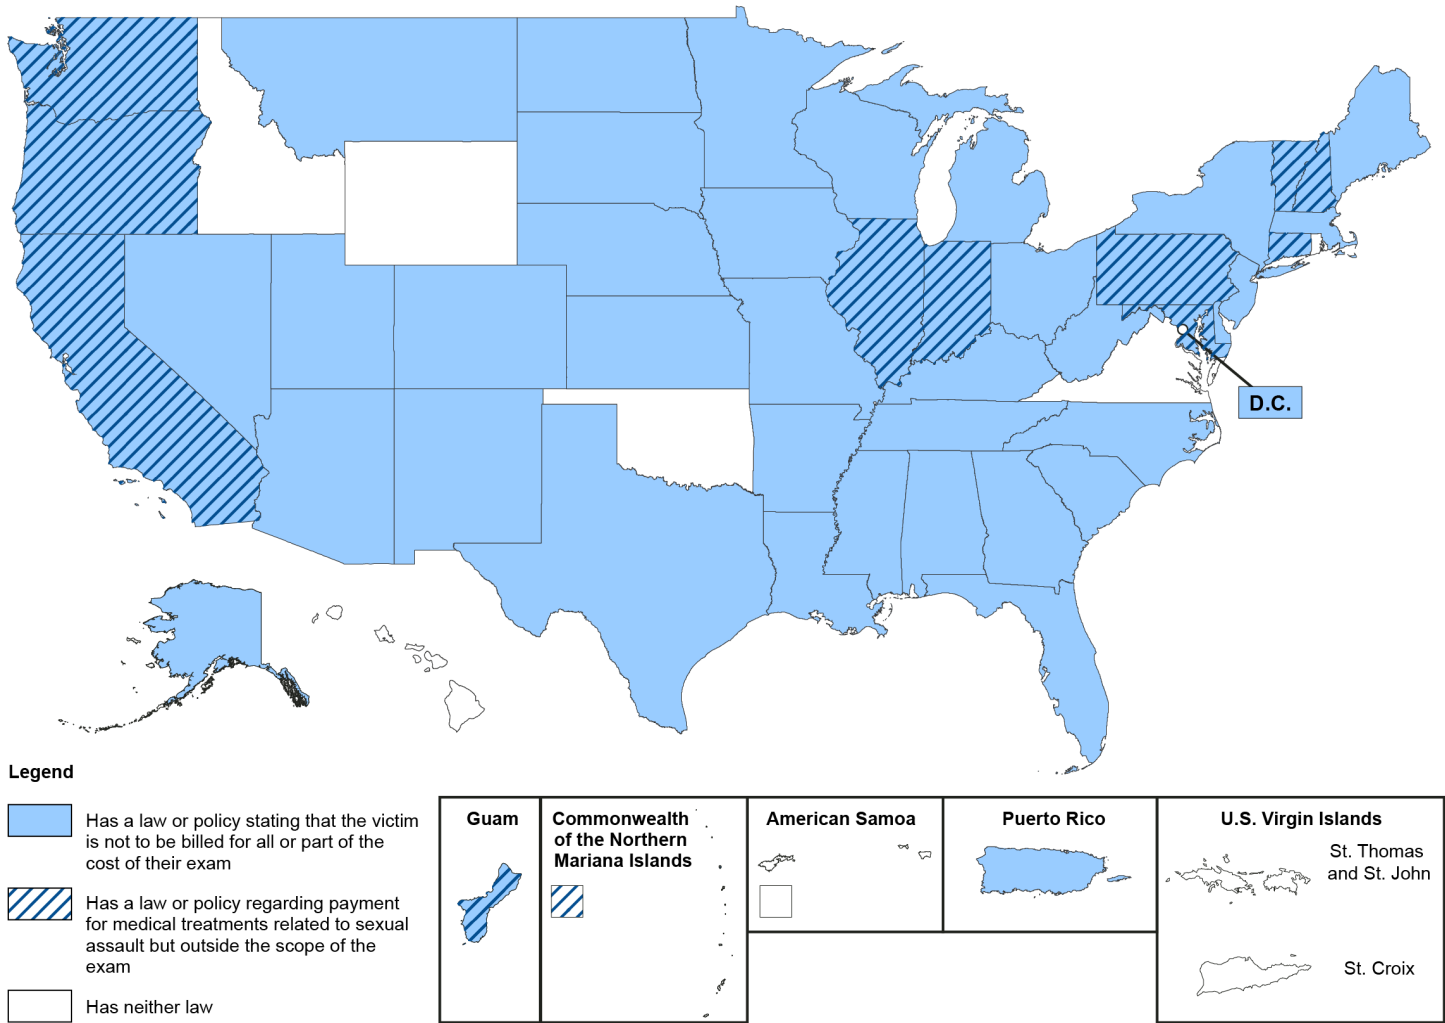 D.C.
Legend
Has a law or policy stating that the victim
is not to be billed for all or part of the
cost of their exam
Has a law or policy regarding payment
for medical treatments related to sexual
assault but outside the scope of the
exam
Has neither law
Guam
Commonwealth
of the Northern
Mariana Islands
American Samoa
Puerto Rico
U.S. Virgin Islands
St. Thomas
and St. John
St. Croix